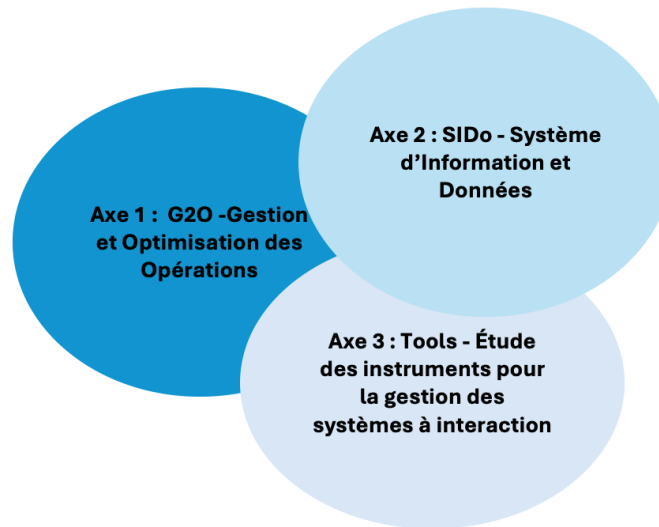 Axe 1 :  G2O -Gestion
et Optimisation des
Opérations
Axe 2 : SIDo - Système
d’Information et
Données
Axe 3 : Tools - Étude
des instruments pour
la gestion des
systèmes à interaction